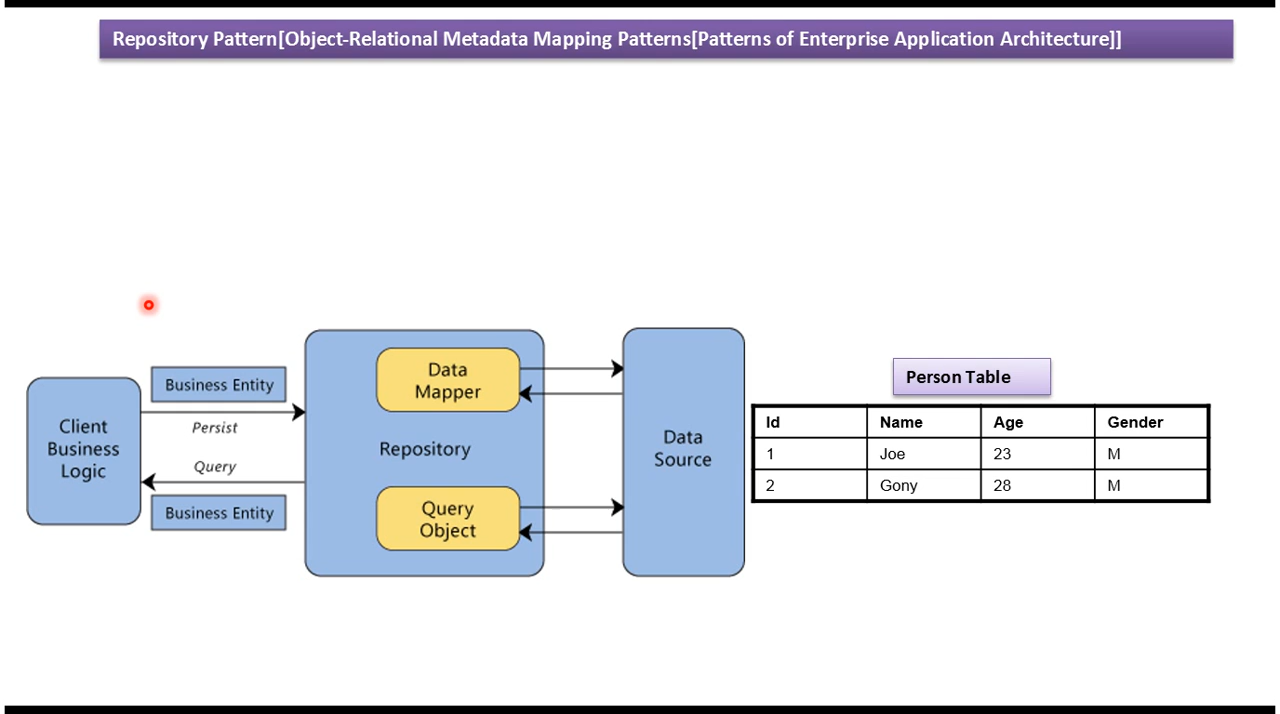 Repository Pattern[Object-Relational Metadata Mapping Patterns[Patterns of Enterprise Application Architecture]]
Client
Business
Logic
Business Entity
Persist
Query
Business Entity
Data
Mapper
Repository
Query
Object
Data
Source
Person Table
Id Name Age Gender
1 Joe 23 M
2 Gony 28 M